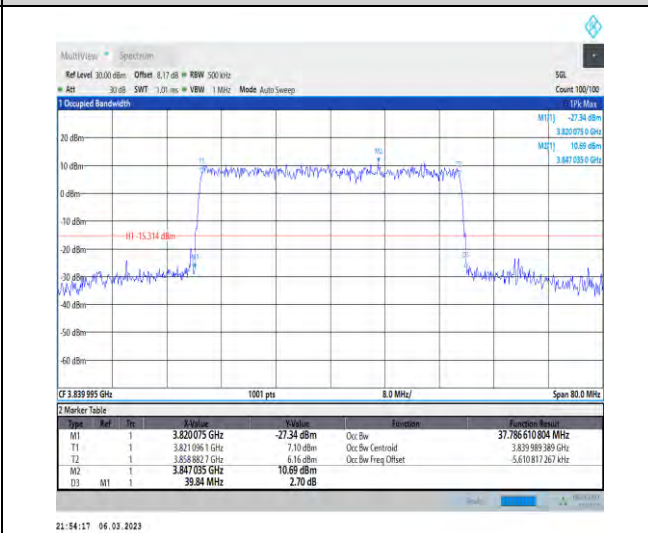 MultiView Spectrum
Ref Level 30.00 dBm Offset 8.17 dB RBW 500 kHz SGL
Att 30 dB SWT 1.01 ms VBW 1 MHz Mode Auto Sweep Count 100/100
1 Occupied Bandwidth 1Pk Max
M1[1] -27.34 dBm
3.820075 0 GHz
20 dBm M2[1] 10.69 dBm
3.847 035 0 GHz
T1 M2 T2
10 dBm
0 dBm
-10 dBm
H1 -15.314 dBm
-20 dBm
M1 D3
-30 dBm
-40 dBm
-50 dBm
-60 dBm
CF 3.839 995 GHz 1001 pts 8.0 MHz/ Span 80.0 MHz
2 Marker Table
Type Ref Trc X-Value Y-Value Function Function Result
M1 1 3.820075 GHz -27.34 dBm Occ Bw 37.786 610 804 MHz
T1 1 3.821 096 1 GHz 7.10 dBm Occ Bw Centroid 3.839 989 389 GHz
T2 1 3.858 882 7 GHz 6.16 dBm Occ Bw Freq Offset -5.610 817 267 kHz
M2 1 3.847 035 GHz 10.69 dBm
D3 M1 1 39.84 MHz 2.70 dB
21:54:17 06.03.2023